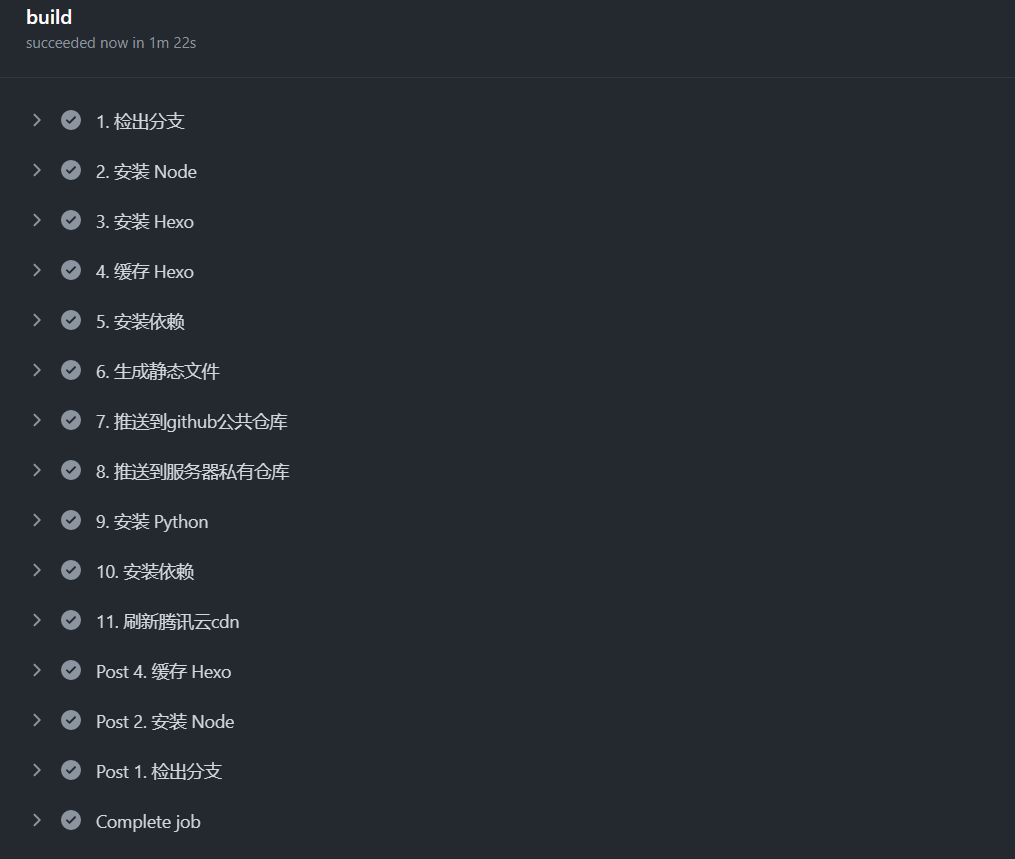 build
succeeded now in 1m 22s
1. 检出分支
2. 安装 Node
3. 安装 Hexo
4. 缓存 Hexo
5. 安装依赖
6. 生成静态文件
7. 推送到github公共仓库
8. 推送到服务器私有仓库
9. 安装 Python
10. 安装依赖
11. 刷新腾讯云cdn
Post 4. 缓存 Hexo
Post 2. 安装 Node
Post 1. 检出分支
Complete job